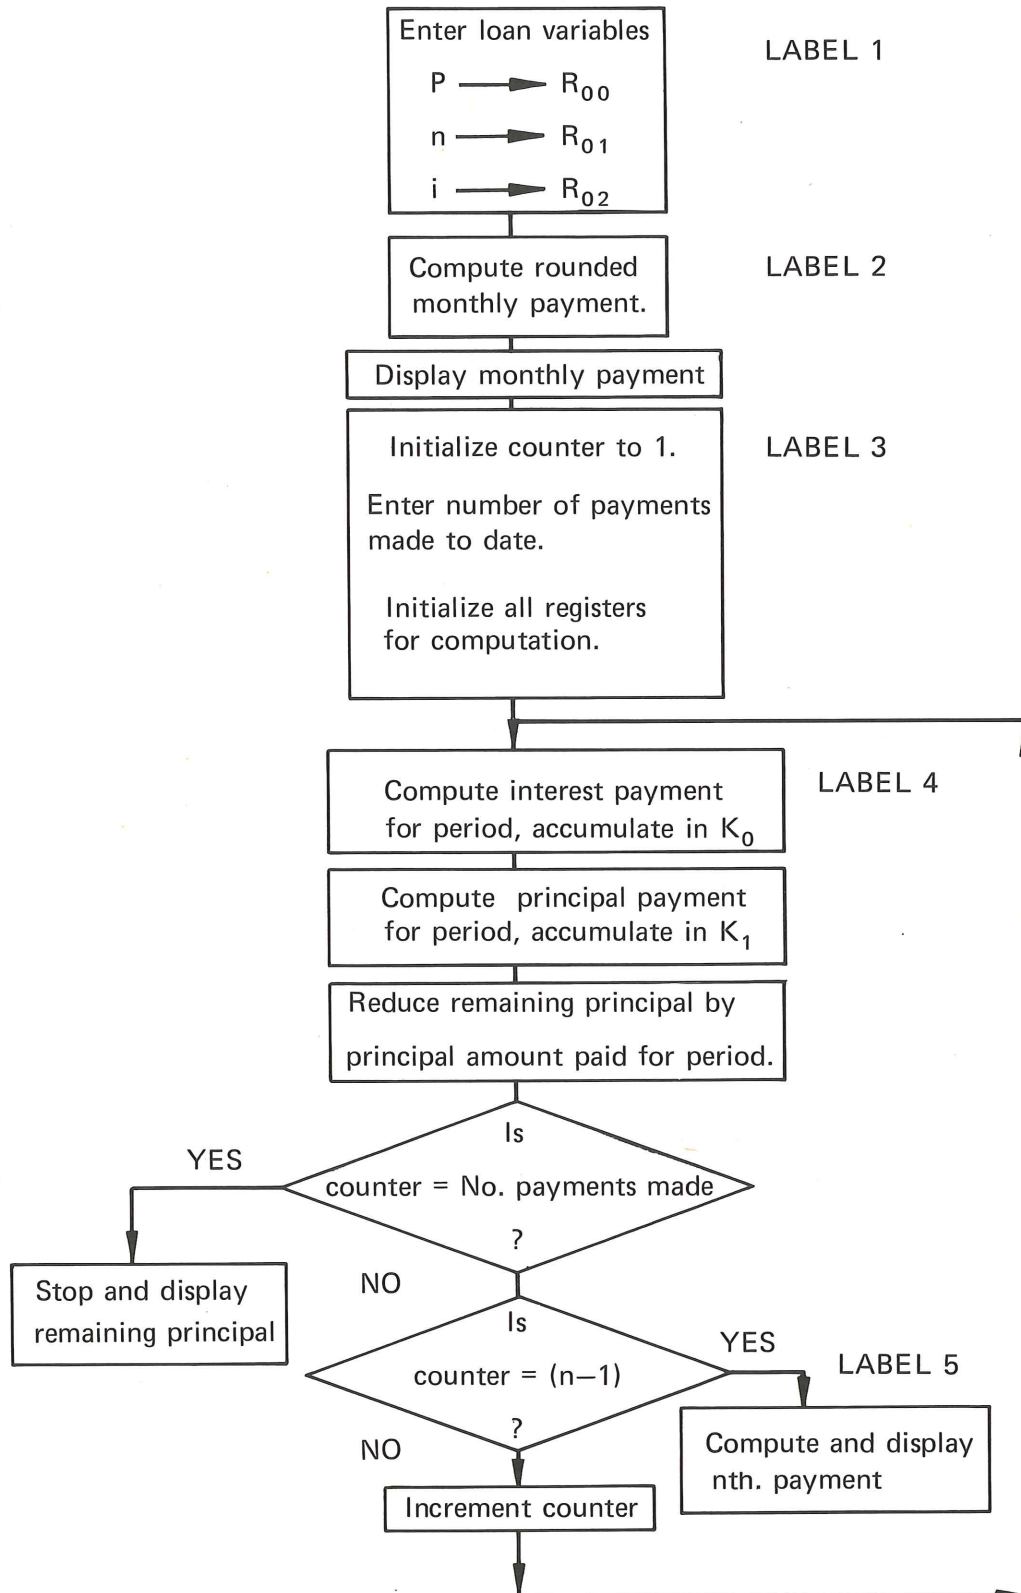 Enter loan variables
LABEL 1
P → R00
n → R01
i → R02
Compute rounded
monthly payment.
LABEL 2
Display monthly payment
Initialize counter to 1.
LABEL 3
Enter number of payments
made to date.
Initialize all registers
for computation.
LABEL 4
Compute interest payment
for period, accumulate in K0
Compute principal payment
for period, accumulate in K1
Reduce remaining principal by
principal amount paid for period.
Is
counter = No. payments made
?
YES
Stop and display
remaining principal
NO
Is
counter = (n−1)
?
YES
LABEL 5
Compute and display
nth. payment
NO
Increment counter